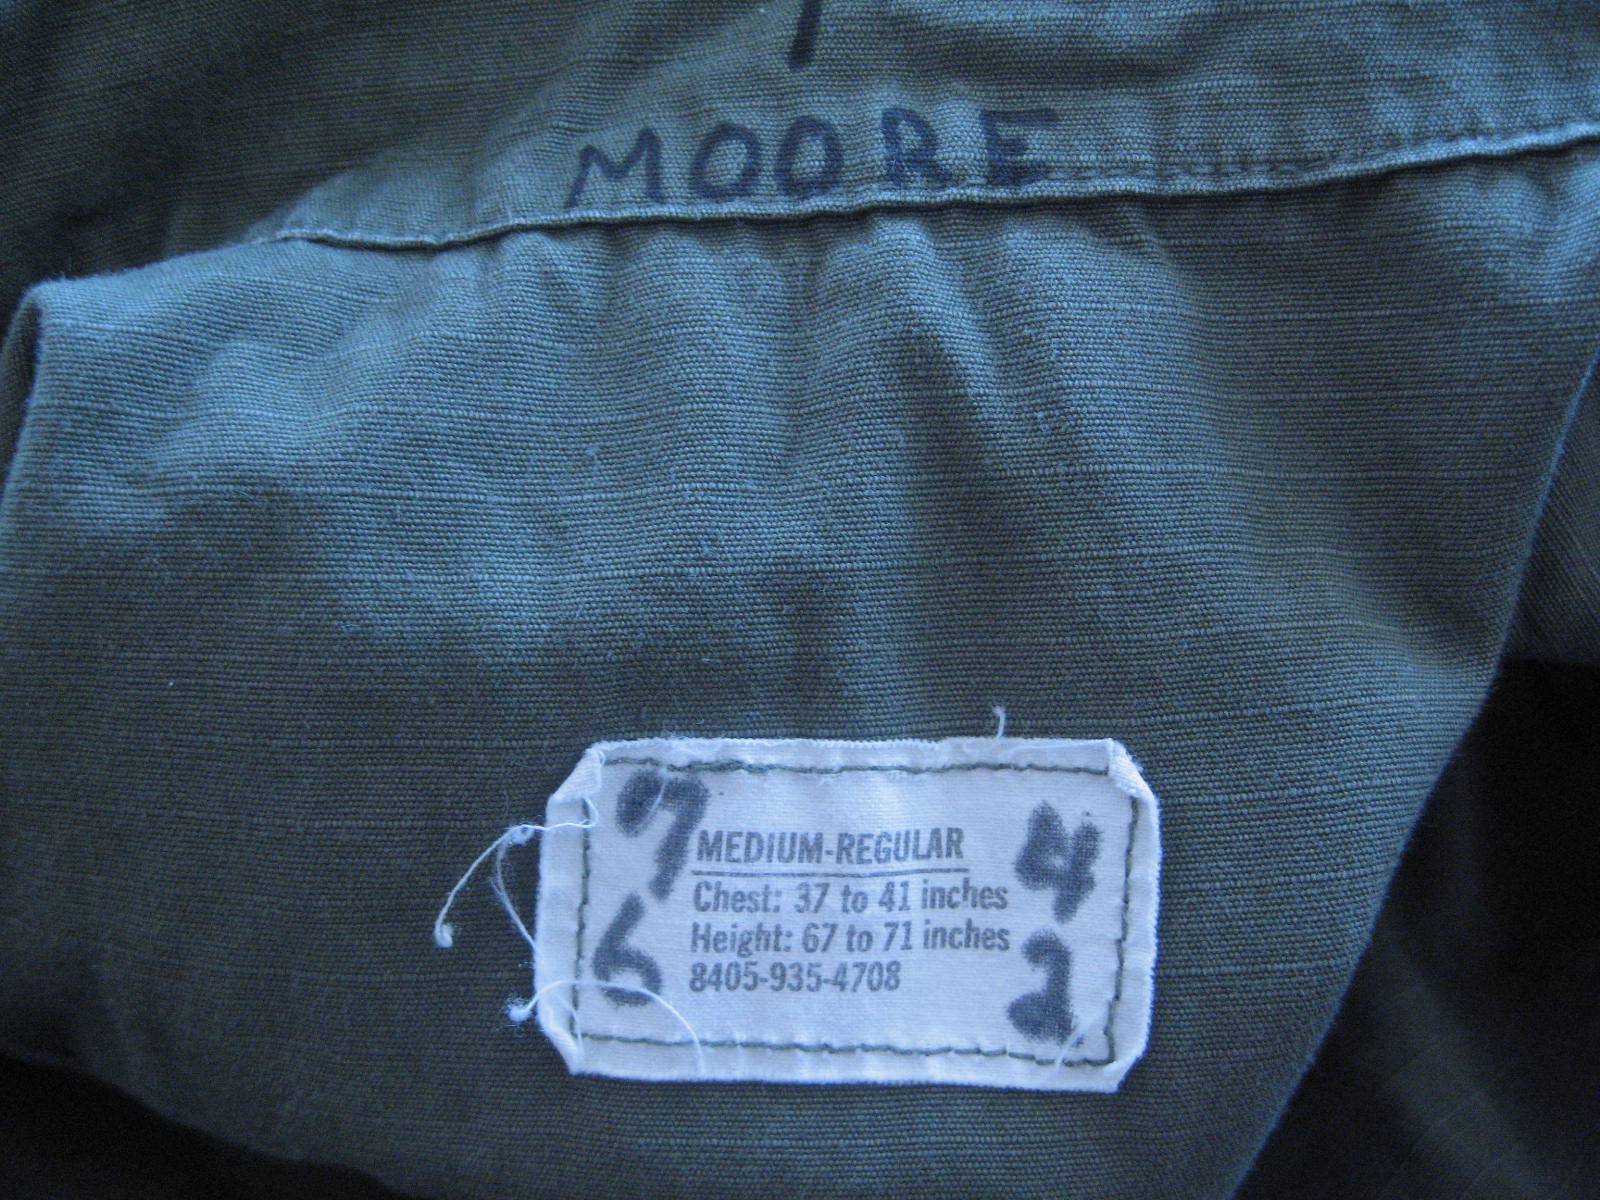 MOORE
7 4
MEDIUM-REGULAR
Chest: 37 to 41 inches
Height: 67 to 71 inches
8405-935-4708
6 2